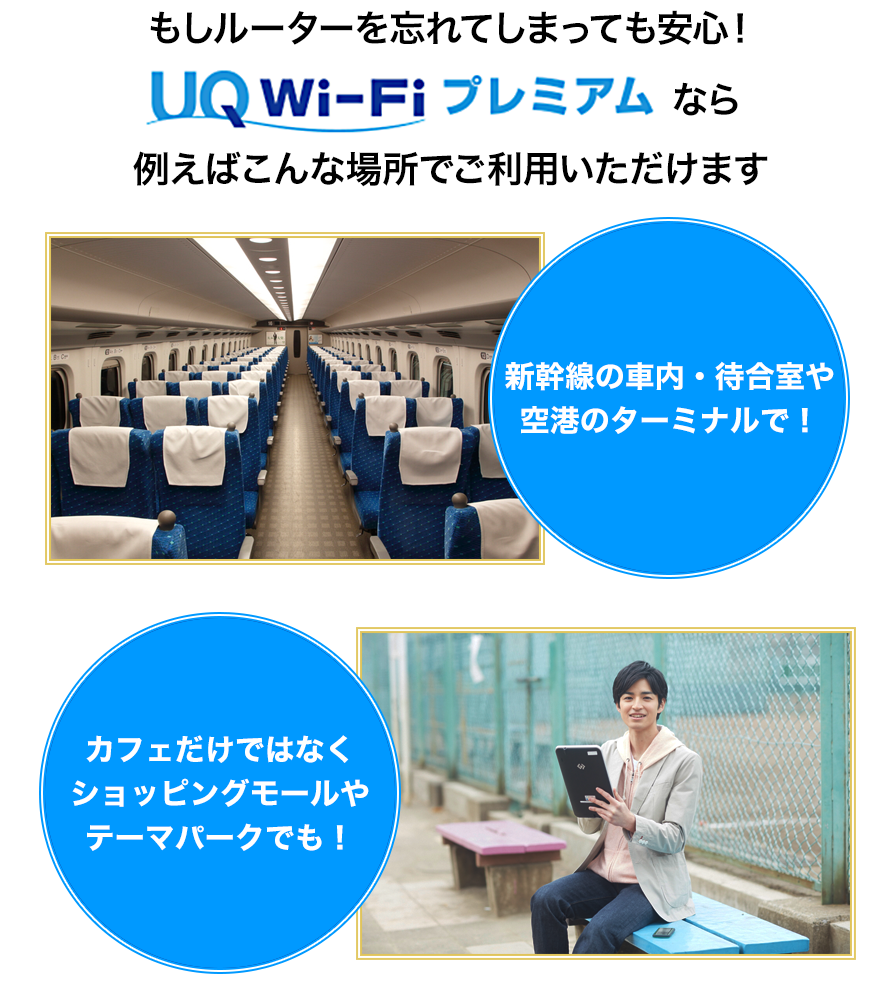 もしルーターを忘れてしまっても安心！
UQ Wi-Fi プレミアム なら
例えばこんな場所でご利用いただけます
新幹線の車内・待合室や
空港のターミナルで！
カフェだけではなく
ショッピングモールや
テーマパークでも！